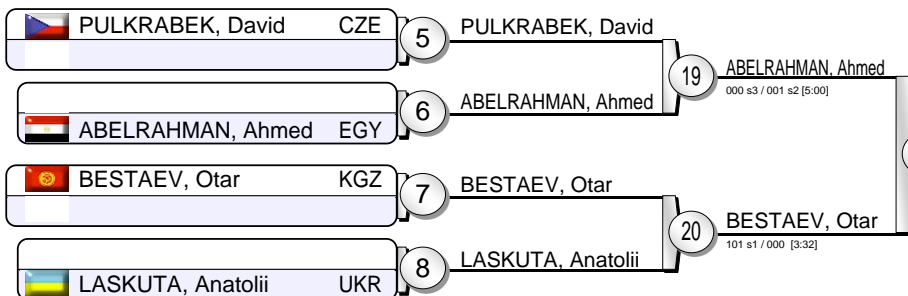 PULKRABEK, David CZE
5
PULKRABEK, David
19
ABELRAHMAN, Ahmed
000 s3 / 001 s2 [5:00]
6
ABELRAHMAN, Ahmed
ABELRAHMAN, Ahmed EGY
BESTAEV, Otar KGZ
7
BESTAEV, Otar
20
BESTAEV, Otar
101 s1 / 000 [3:32]
8
LASKUTA, Anatolii
LASKUTA, Anatolii UKR